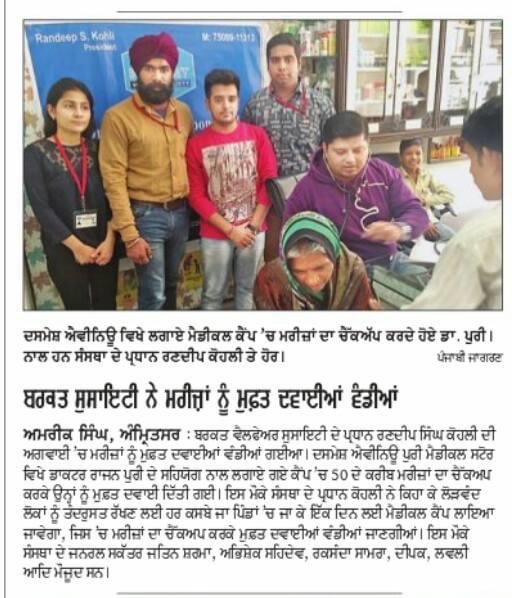 Randeep S. Kohli
President
ਦਸਮੇਸ਼ ਐਵੀਨਿਊ ਵਿਖੇ ਲਗਾਏ ਮੈਡੀਕਲ ਕੈਂਪ 'ਚ ਮਰੀਜ਼ਾਂ ਦਾ ਚੈੱਕਅੱਪ ਕਰਦੇ ਹੋਏ ਡਾ. ਪੁਰੀ।
ਨਾਲ ਹਨ ਸੰਸਥਾ ਦੇ ਪ੍ਰਧਾਨ ਰਣਦੀਪ ਕੋਹਲੀ ਤੇ ਹੋਰ। ਪੰਜਾਬੀ ਜਾਗਰਣ
ਬਰਕਤ ਸੁਸਾਇਟੀ ਨੇ ਮਰੀਜ਼ਾਂ ਨੂੰ ਮੁਫ਼ਤ ਦਵਾਈਆਂ ਵੰਡੀਆਂ
ਅਮਰੀਕ ਸਿੰਘ, ਅੰਮ੍ਰਿਤਸਰ : ਬਰਕਤ ਵੈਲਫੇਅਰ ਸੁਸਾਇਟੀ ਦੇ ਪ੍ਰਧਾਨ ਰਣਦੀਪ ਸਿੰਘ ਕੋਹਲੀ ਦੀ
ਅਗਵਾਈ 'ਚ ਮਰੀਜ਼ਾਂ ਨੂੰ ਮੁਫ਼ਤ ਦਵਾਈਆਂ ਵੰਡੀਆਂ ਗਈਆਂ। ਦਸਮੇਸ਼ ਐਵੀਨਿਊ ਪੁਰੀ ਮੈਡੀਕਲ ਸਟੋਰ
ਵਿਖੇ ਡਾਕਟਰ ਰਾਜਨ ਪੁਰੀ ਦੇ ਸਹਿਯੋਗ ਨਾਲ ਲਗਾਏ ਗਏ ਕੈਂਪ 'ਚ 50 ਦੇ ਕਰੀਬ ਮਰੀਜ਼ਾਂ ਦਾ ਚੈੱਕਅਪ
ਕਰਕੇ ਉਨ੍ਹਾਂ ਨੂੰ ਮੁਫ਼ਤ ਦਵਾਈ ਦਿੱਤੀ ਗਈ। ਇਸ ਮੌਕੇ ਸੰਸਥਾ ਦੇ ਪ੍ਰਧਾਨ ਕੋਹਲੀ ਨੇ ਕਿਹਾ ਕੇ ਲੋੜਵੰਦ
ਲੋਕਾਂ ਨੂੰ ਤੰਦਰੁਸਤ ਰੱਖਣ ਲਈ ਹਰ ਕਸਬੇ ਜਾਂ ਪਿੰਡਾਂ 'ਚ ਜਾ ਕੇ ਇੱਕ ਦਿਨ ਲਈ ਮੈਡੀਕਲ ਕੈਂਪ ਲਾਇਆ
ਜਾਵੇਗਾ, ਜਿਸ 'ਚ ਮਰੀਜ਼ਾਂ ਦਾ ਚੈੱਕਅਪ ਕਰਕੇ ਮੁਫ਼ਤ ਦਵਾਈਆਂ ਵੰਡੀਆਂ ਜਾਣਗੀਆਂ। ਇਸ ਮੌਕੇ
ਸੰਸਥਾ ਦੇ ਜਨਰਲ ਸਕੱਤਰ ਜਤਿਨ ਸ਼ਰਮਾ, ਅਭਿਸ਼ੇਕ ਸਹਿਦੇਵ, ਰਕਸੰਦਾ ਸਾਮਰਾ, ਦੀਪਕ, ਲਵਲੀ
ਆਦਿ ਮੌਜੂਦ ਸਨ।